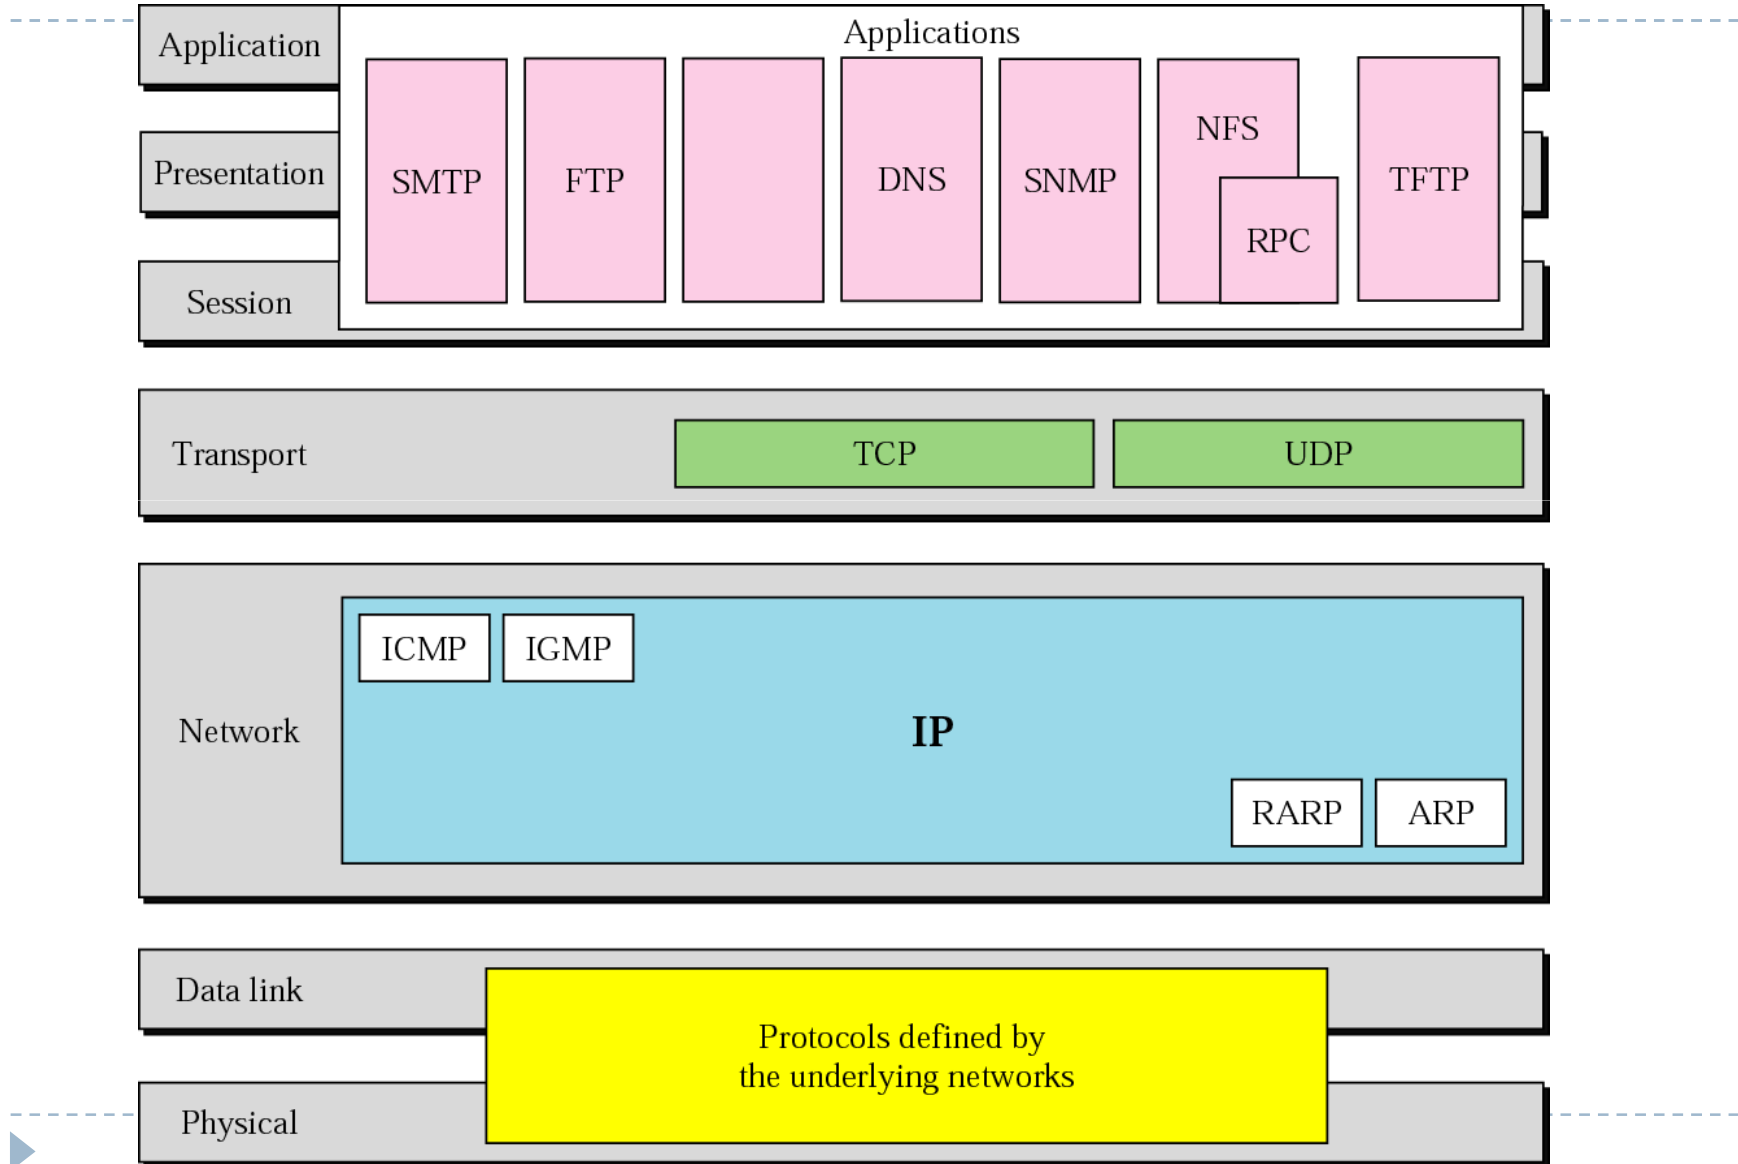 Application
Applications
Presentation
SMTP
FTP
DNS
SNMP
NFS
RPC
TFTP
Session
Transport
TCP
UDP
Network
ICMP
IGMP
IP
RARP
ARP
Data link
Protocols defined by
the underlying networks
Physical